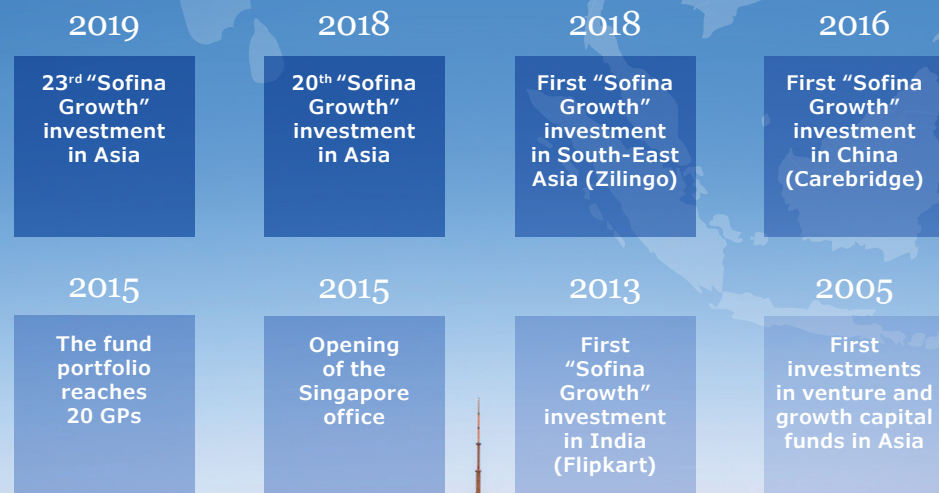 2019
23rd “Sofina
Growth”
investment
in Asia
2018
20th “Sofina
Growth”
investment
in Asia
2018
First “Sofina
Growth”
investment
in South-East
Asia (Zilingo)
2016
First “Sofina
Growth”
investment
in China
(Carebridge)
2015
The fund
portfolio
reaches
20 GPs
2015
Opening
of the
Singapore
office
2013
First
“Sofina
Growth”
investment
in India
(Flipkart)
2005
First
investments
in venture and
growth capital
funds in Asia